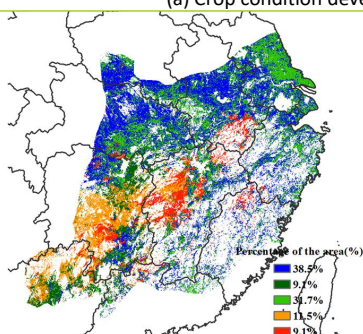 (a) Crop condition deve
Percentage of the area(%)
38.5%
9.1%
31.7%
11.5%
9.1%